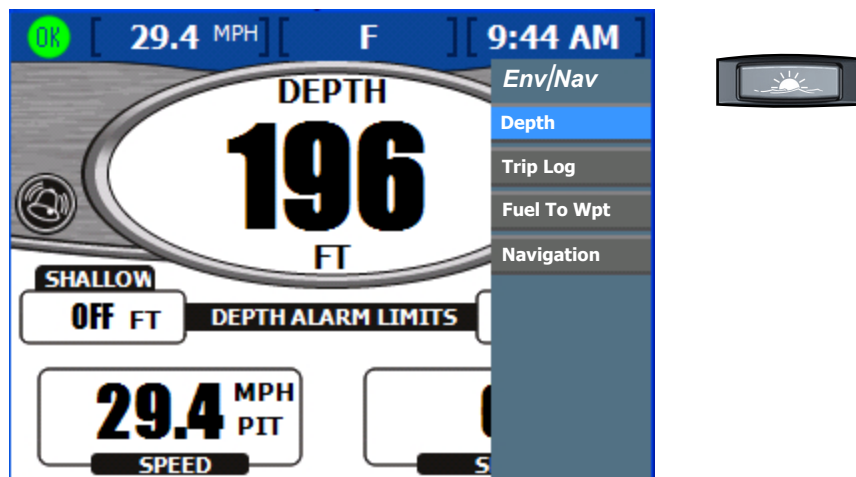 OK [ 29.4 MPH ] [ F ] [ 9:44 AM ]
Env/Nav
DEPTH
Depth
196
Trip Log
Fuel To Wpt
FT
Navigation
SHALLOW
OFF FT
DEPTH ALARM LIMITS
29.4 MPH
PIT
SPEED